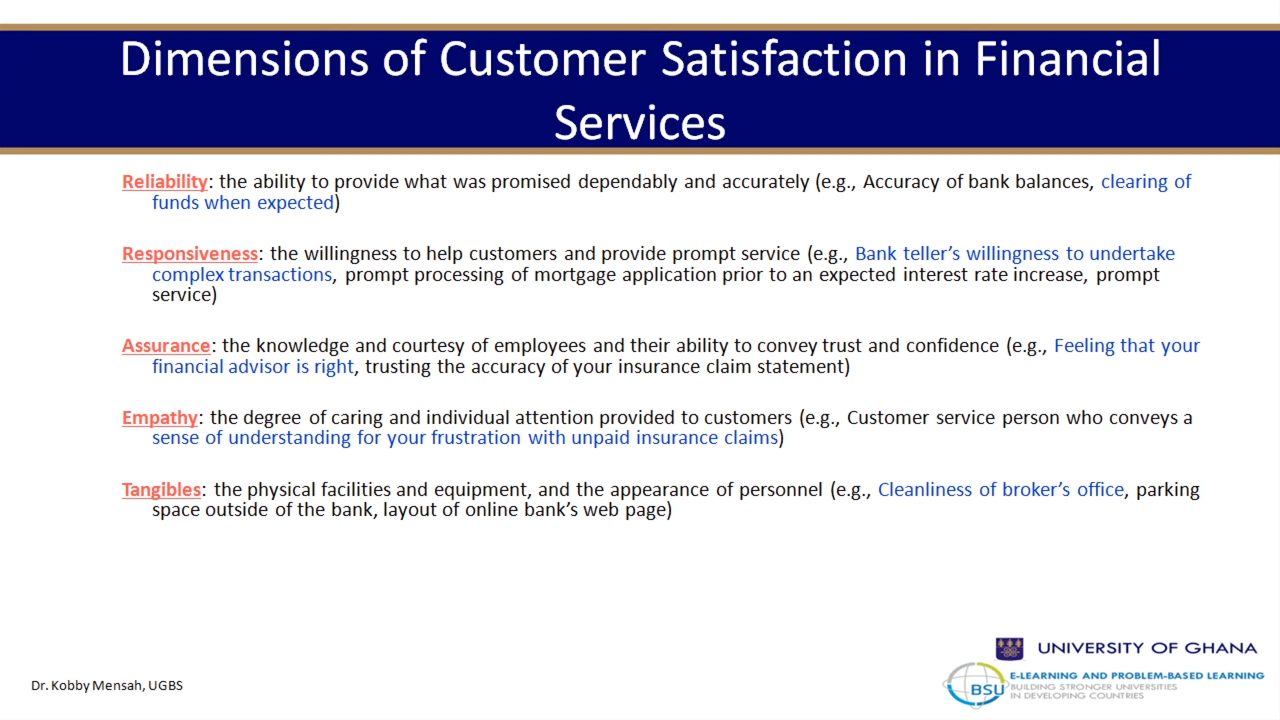 Dimensions of Customer Satisfaction in Financial
Services
Reliability: the ability to provide what was promised dependably and accurately (e.g., Accuracy of bank balances, clearing of
funds when expected)
Responsiveness: the willingness to help customers and provide prompt service (e.g., Bank teller’s willingness to undertake
complex transactions, prompt processing of mortgage application prior to an expected interest rate increase, prompt
service)
Assurance: the knowledge and courtesy of employees and their ability to convey trust and confidence (e.g., Feeling that your
financial advisor is right, trusting the accuracy of your insurance claim statement)
Empathy: the degree of caring and individual attention provided to customers (e.g., Customer service person who conveys a
sense of understanding for your frustration with unpaid insurance claims)
Tangibles: the physical facilities and equipment, and the appearance of personnel (e.g., Cleanliness of broker’s office, parking
space outside of the bank, layout of online bank’s web page)
UNIVERSITY OF GHANA
BSU
E-LEARNING AND PROBLEM-BASED LEARNING
BUILDING STRONGER UNIVERSITIES
IN DEVELOPING COUNTRIES
Dr. Kobby Mensah, UGBS